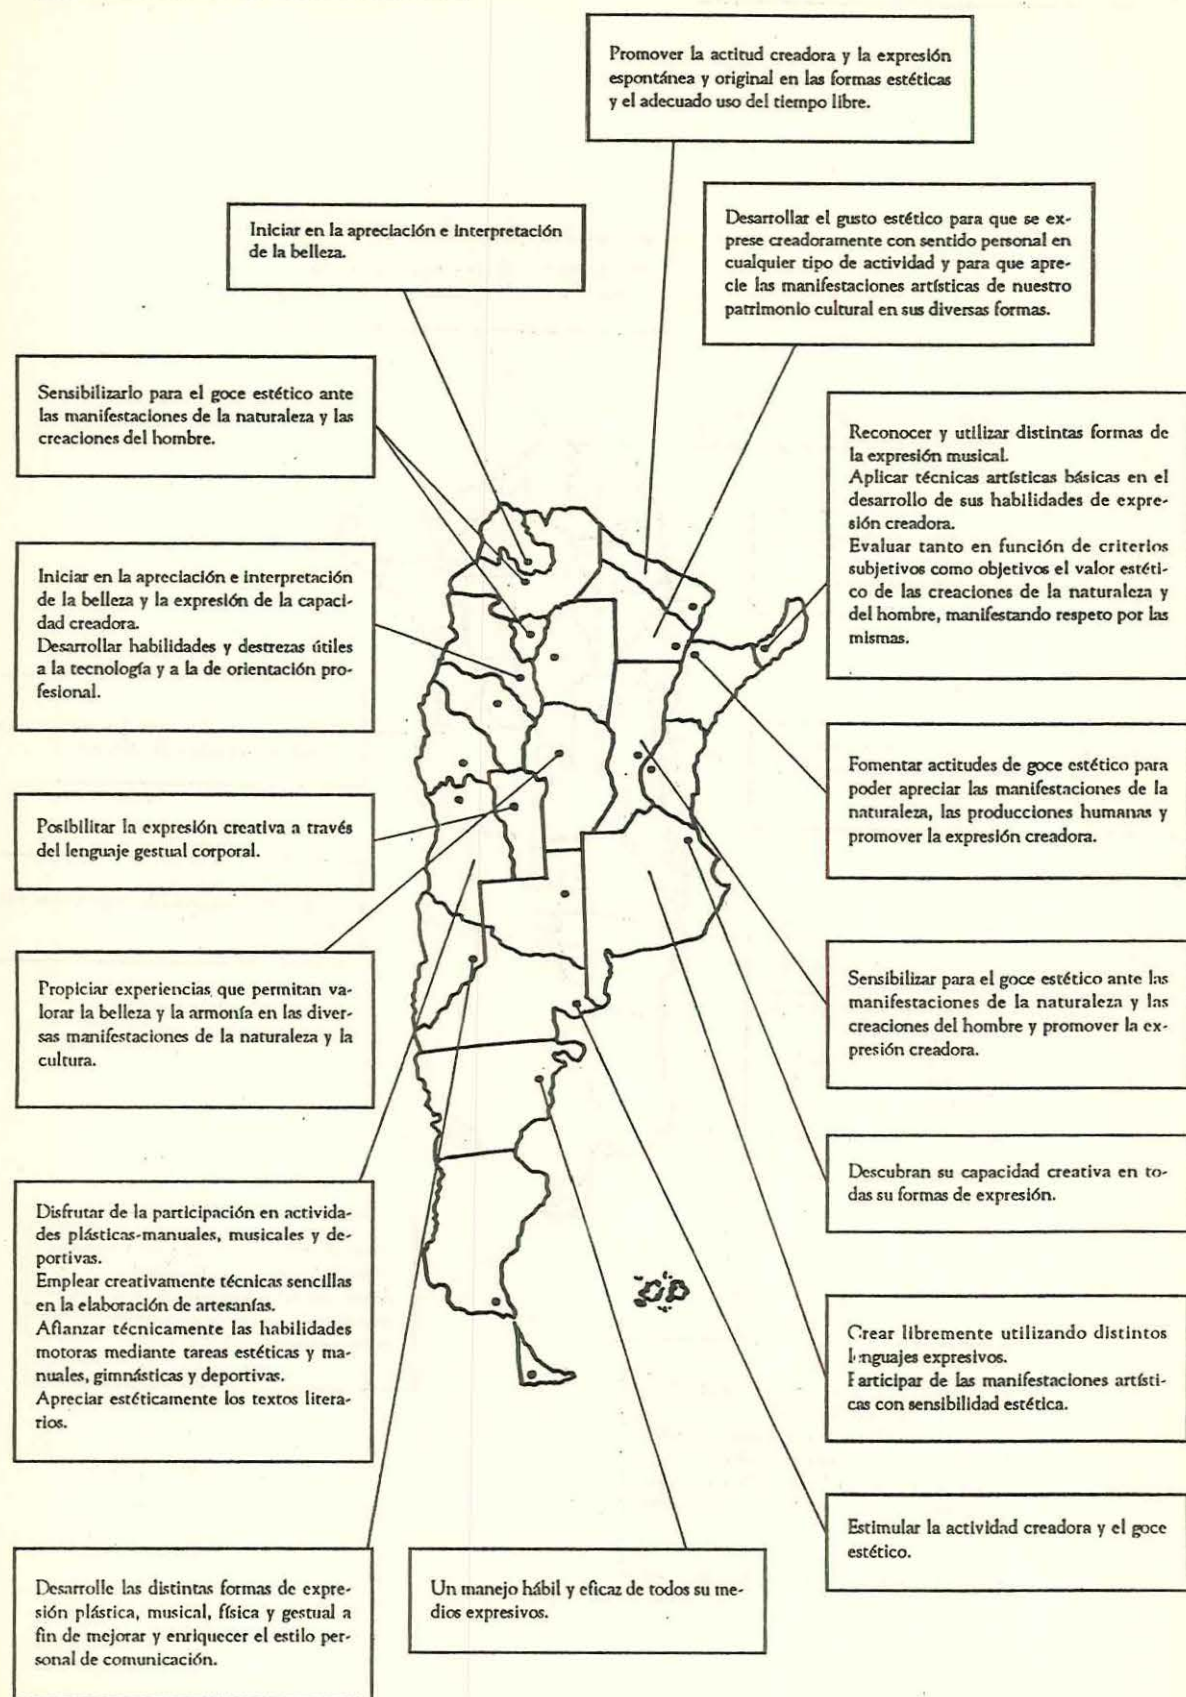 Promover la actitud creadora y la expresión
espontánea y original en las formas estéticas
y el adecuado uso del tiempo libre.
Iniciar en la apreciación e interpretación
de la belleza.
Desarrollar el gusto estético para que se ex-
prese creadoramente con sentido personal en
cualquier tipo de actividad y para que apre-
cie las manifestaciones artísticas de nuestro
patrimonio cultural en sus diversas formas.
Sensibilizarlo para el goce estético ante
las manifestaciones de la naturaleza y las
creaciones del hombre.
Reconocer y utilizar distintas formas de
la expresión musical.
Aplicar técnicas artísticas básicas en el
desarrollo de sus habilidades de expre-
sión creadora.
Evaluar tanto en función de criterios
subjetivos como objetivos el valor estéti-
co de las creaciones de la naturaleza y
del hombre, manifestando respeto por las
mismas.
Iniciar en la apreciación e interpretación
de la belleza y la expresión de la capaci-
dad creadora.
Desarrollar habilidades y destrezas útiles
a la tecnología y a la de orientación pro-
fesional.
Fomentar actitudes de goce estético para
poder apreciar las manifestaciones de la
naturaleza, las producciones humanas y
promover la expresión creadora.
Posibilitar la expresión creativa a través
del lenguaje gestual corporal.
Propiciar experiencias que permitan va-
lorar la belleza y la armonía en las diver-
sas manifestaciones de la naturaleza y la
cultura.
Sensibilizar para el goce estético ante las
manifestaciones de la naturaleza y las
creaciones del hombre y promover la ex-
presión creadora.
Descubran su capacidad creativa en to-
das su formas de expresión.
Disfrutar de la participación en activida-
des plásticas-manuales, musicales y de-
portivas.
Emplear creativamente técnicas sencillas
en la elaboración de artesanías.
Afianzar técnicamente las habilidades
motoras mediante tareas estéticas y ma-
nuales, gimnásticas y deportivas.
Apreciar estéticamente los textos litera-
rios.
Crear libremente utilizando distintos
lenguajes expresivos.
Participar de las manifestaciones artísti-
cas con sensibilidad estética.
Estimular la actividad creadora y el goce
estético.
Desarrolle las distintas formas de expre-
sión plástica, musical, física y gestual a
fin de mejorar y enriquecer el estilo per-
sonal de comunicación.
Un manejo hábil y eficaz de todos su me-
dios expresivos.